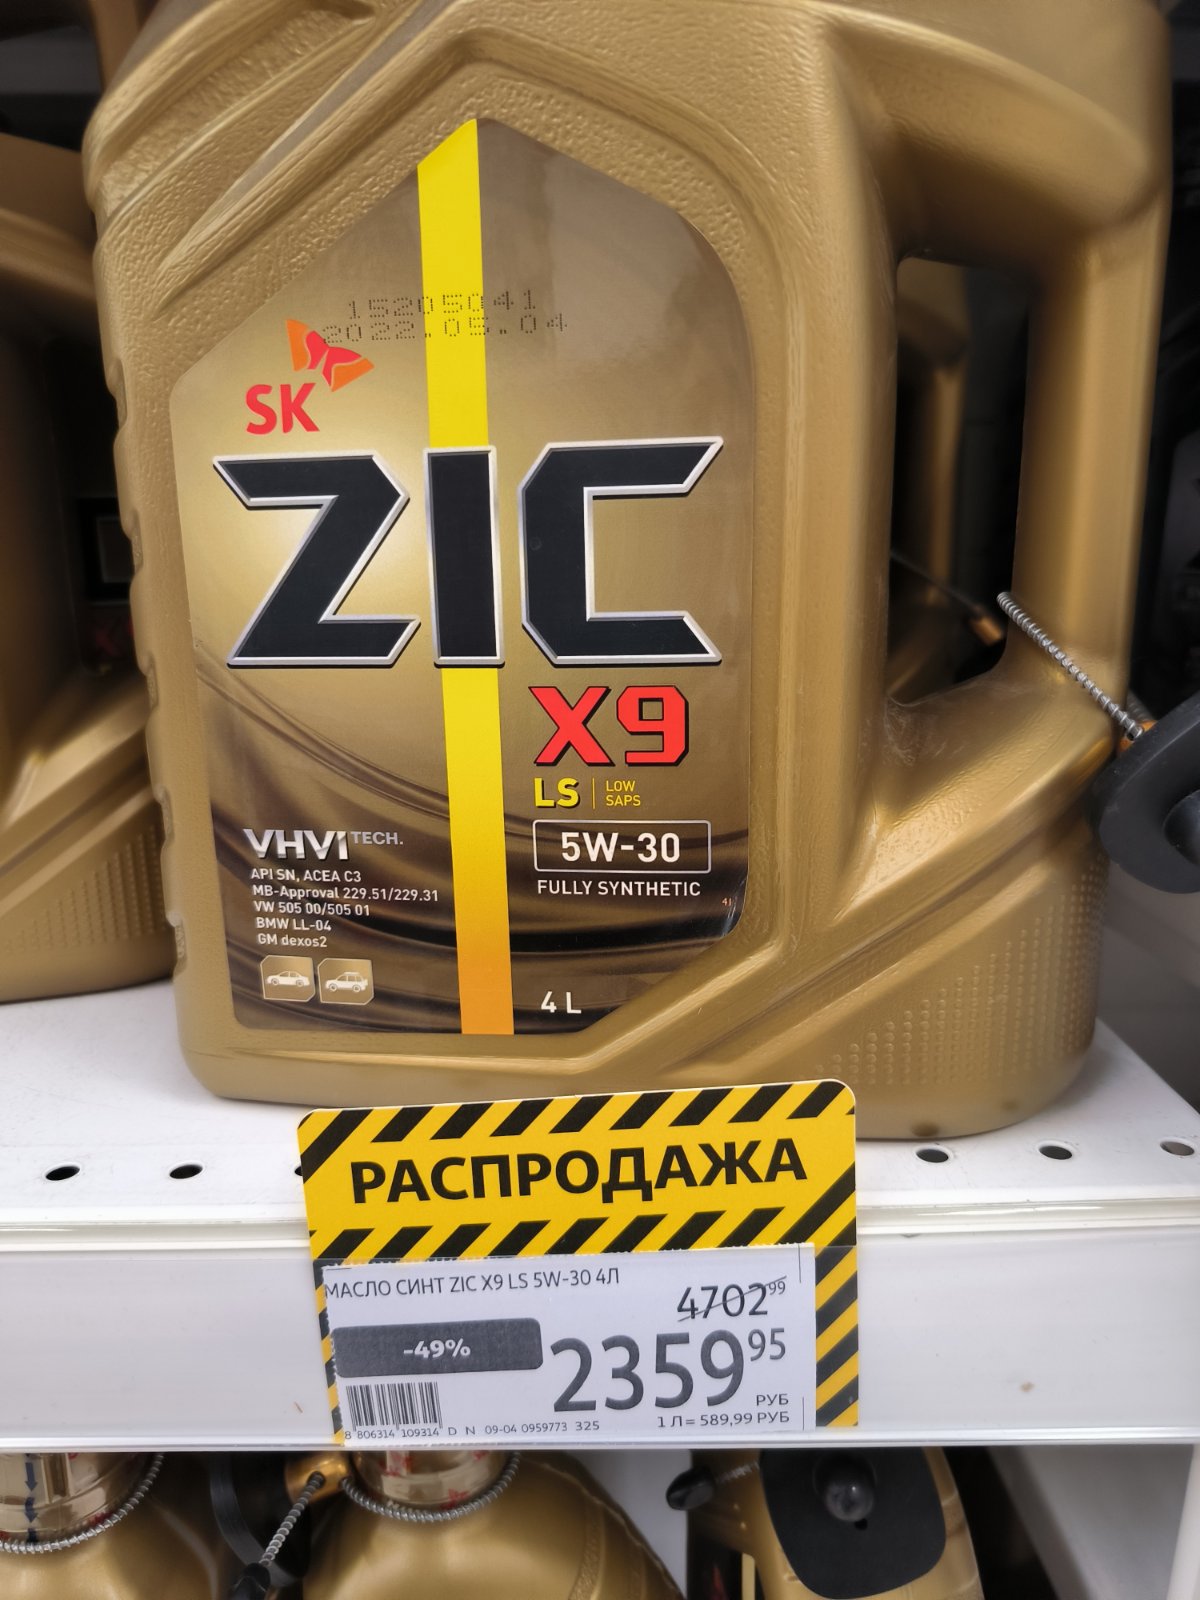 15205041
2022.05.04
SK
ZIC
X9
LS | LOW
SAPS
VHVI TECH.
5W-30
API SN, ACEA C3
MB-Approval 229.51/229.31
VW 505 00/505 01
BMW LL-04
GM dexos2
FULLY SYNTHETIC
4 L
РАСПРОДАЖА
МАСЛО СИНТ ZIC X9 LS 5W-30 4Л
4702 99
-49%
2359 95
РУБ
1 Л= 589,99 РУБ
8 806314 109314 D N 09-04 0959773 325